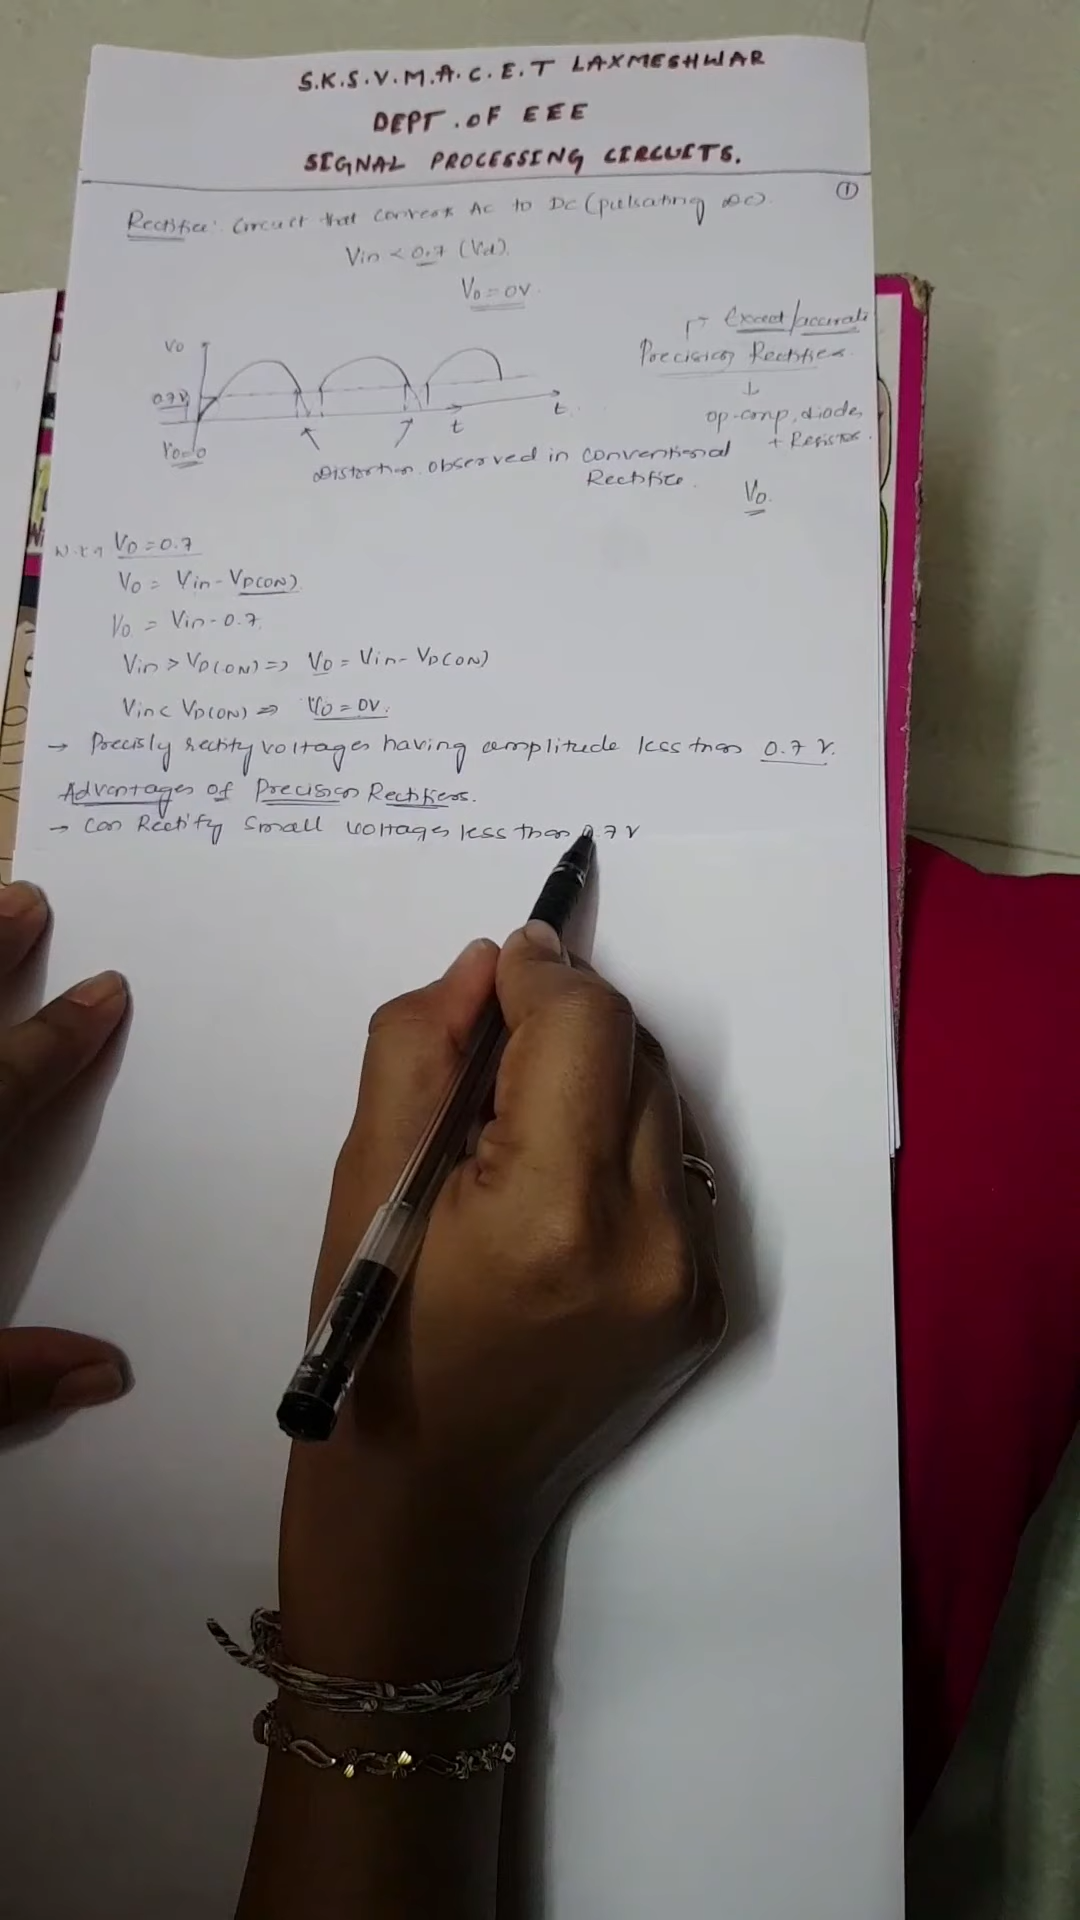 S.K.S.V.M.A.C.E.T LAXMESHWAR
DEPT. OF EEE
SIGNAL PROCESSING CIRCUITS.
①
Rectifier: Circuit that converts AC to DC (pulsating DC).
Vin < 0.7 (Vd).
V0 = 0V.
Exact/accurate
Precision Rectifier.
op-amp, diode,
+ Resistor.
V0
0.7V
V0=0
t
t
Distortion observed in conventional
Rectifier.
V0.
W.K.T VD = 0.7
V0 = Vin - VD(ON)
V0 = Vin - 0.7
Vin > VD(ON) => V0 = Vin - VD(ON)
Vin < VD(ON) => V0 = 0V.
→ Precisly rectify voltages having amplitude less than 0.7 V.
Advantages of Precision Rectifiers.
→ Can Rectify Small voltages less than 0.7 V